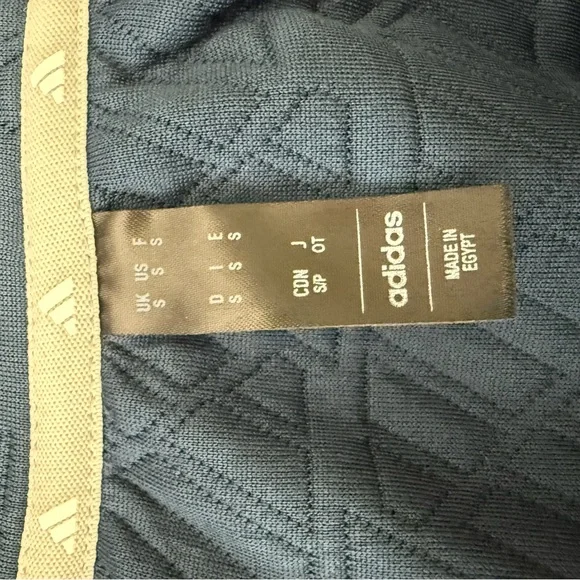 UK US F
S S S
D I E
S S S
CDN J
S/P OT
adidas
MADE IN
EGYPT